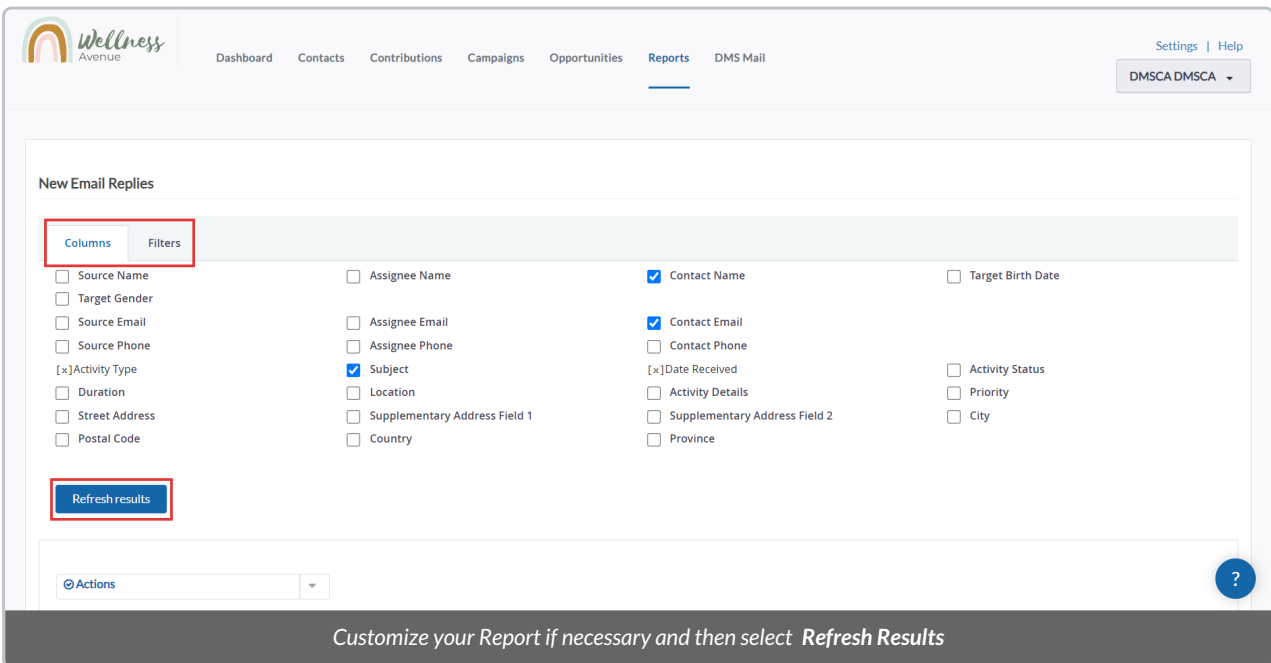 Wellness
Avenue
Dashboard Contacts Contributions Campaigns Opportunities Reports DMS Mail
Settings | Help
DMSCA DMSCA
New Email Replies
Columns Filters
Source Name Assignee Name Contact Name Target Birth Date
Target Gender
Source Email Assignee Email Contact Email
Source Phone Assignee Phone Contact Phone
[x]Activity Type Subject [x]Date Received Activity Status
Duration Location Activity Details Priority
Street Address Supplementary Address Field 1 Supplementary Address Field 2 City
Postal Code Country Province
Refresh results
Actions
?
Customize your Report if necessary and then select Refresh Results